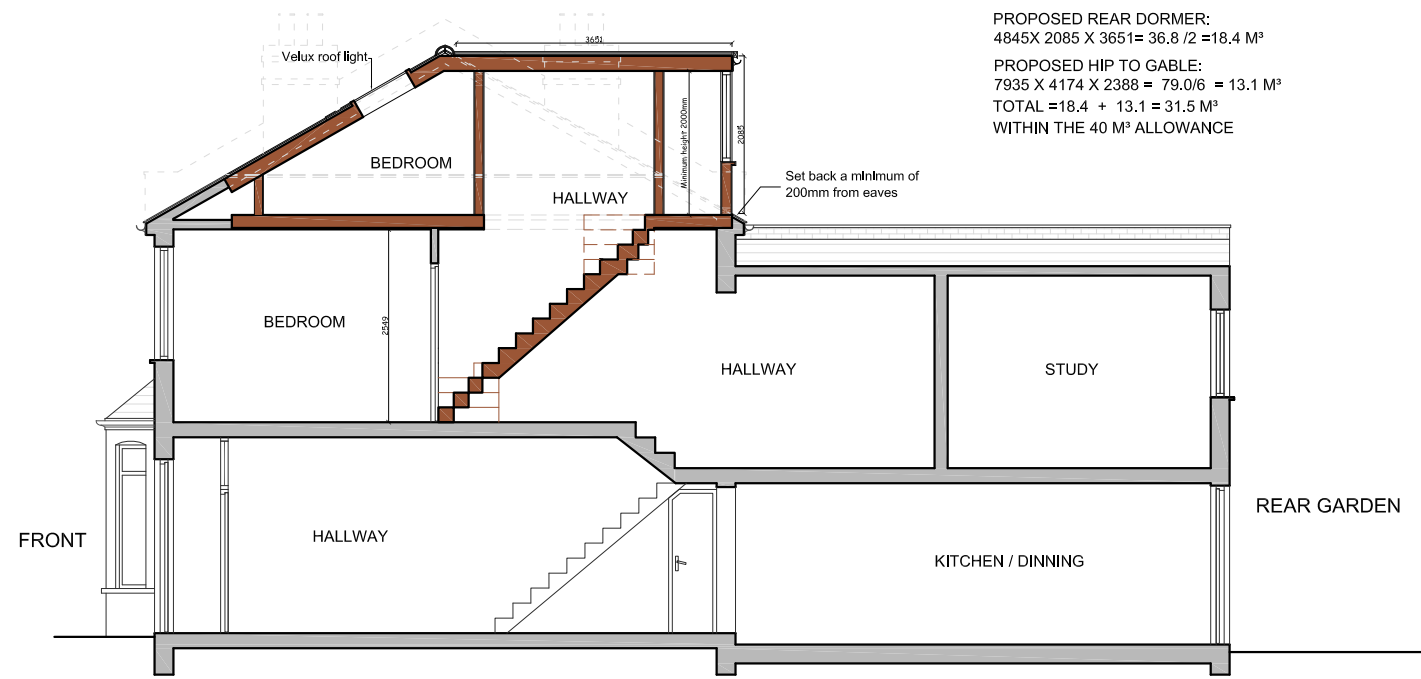 PROPOSED REAR DORMER:
4845X 2085 X 3651= 36.8 /2 =18.4 M³
PROPOSED HIP TO GABLE:
7935 X 4174 X 2388 = 79.0/6 = 13.1 M³
TOTAL =18.4 + 13.1 = 31.5 M³
WITHIN THE 40 M³ ALLOWANCE
3651
Velux roof light
Minimum height 2000mm
2085
BEDROOM
HALLWAY
Set back a minimum of
200mm from eaves
BEDROOM
2549
HALLWAY
STUDY
FRONT
HALLWAY
KITCHEN / DINNING
REAR GARDEN